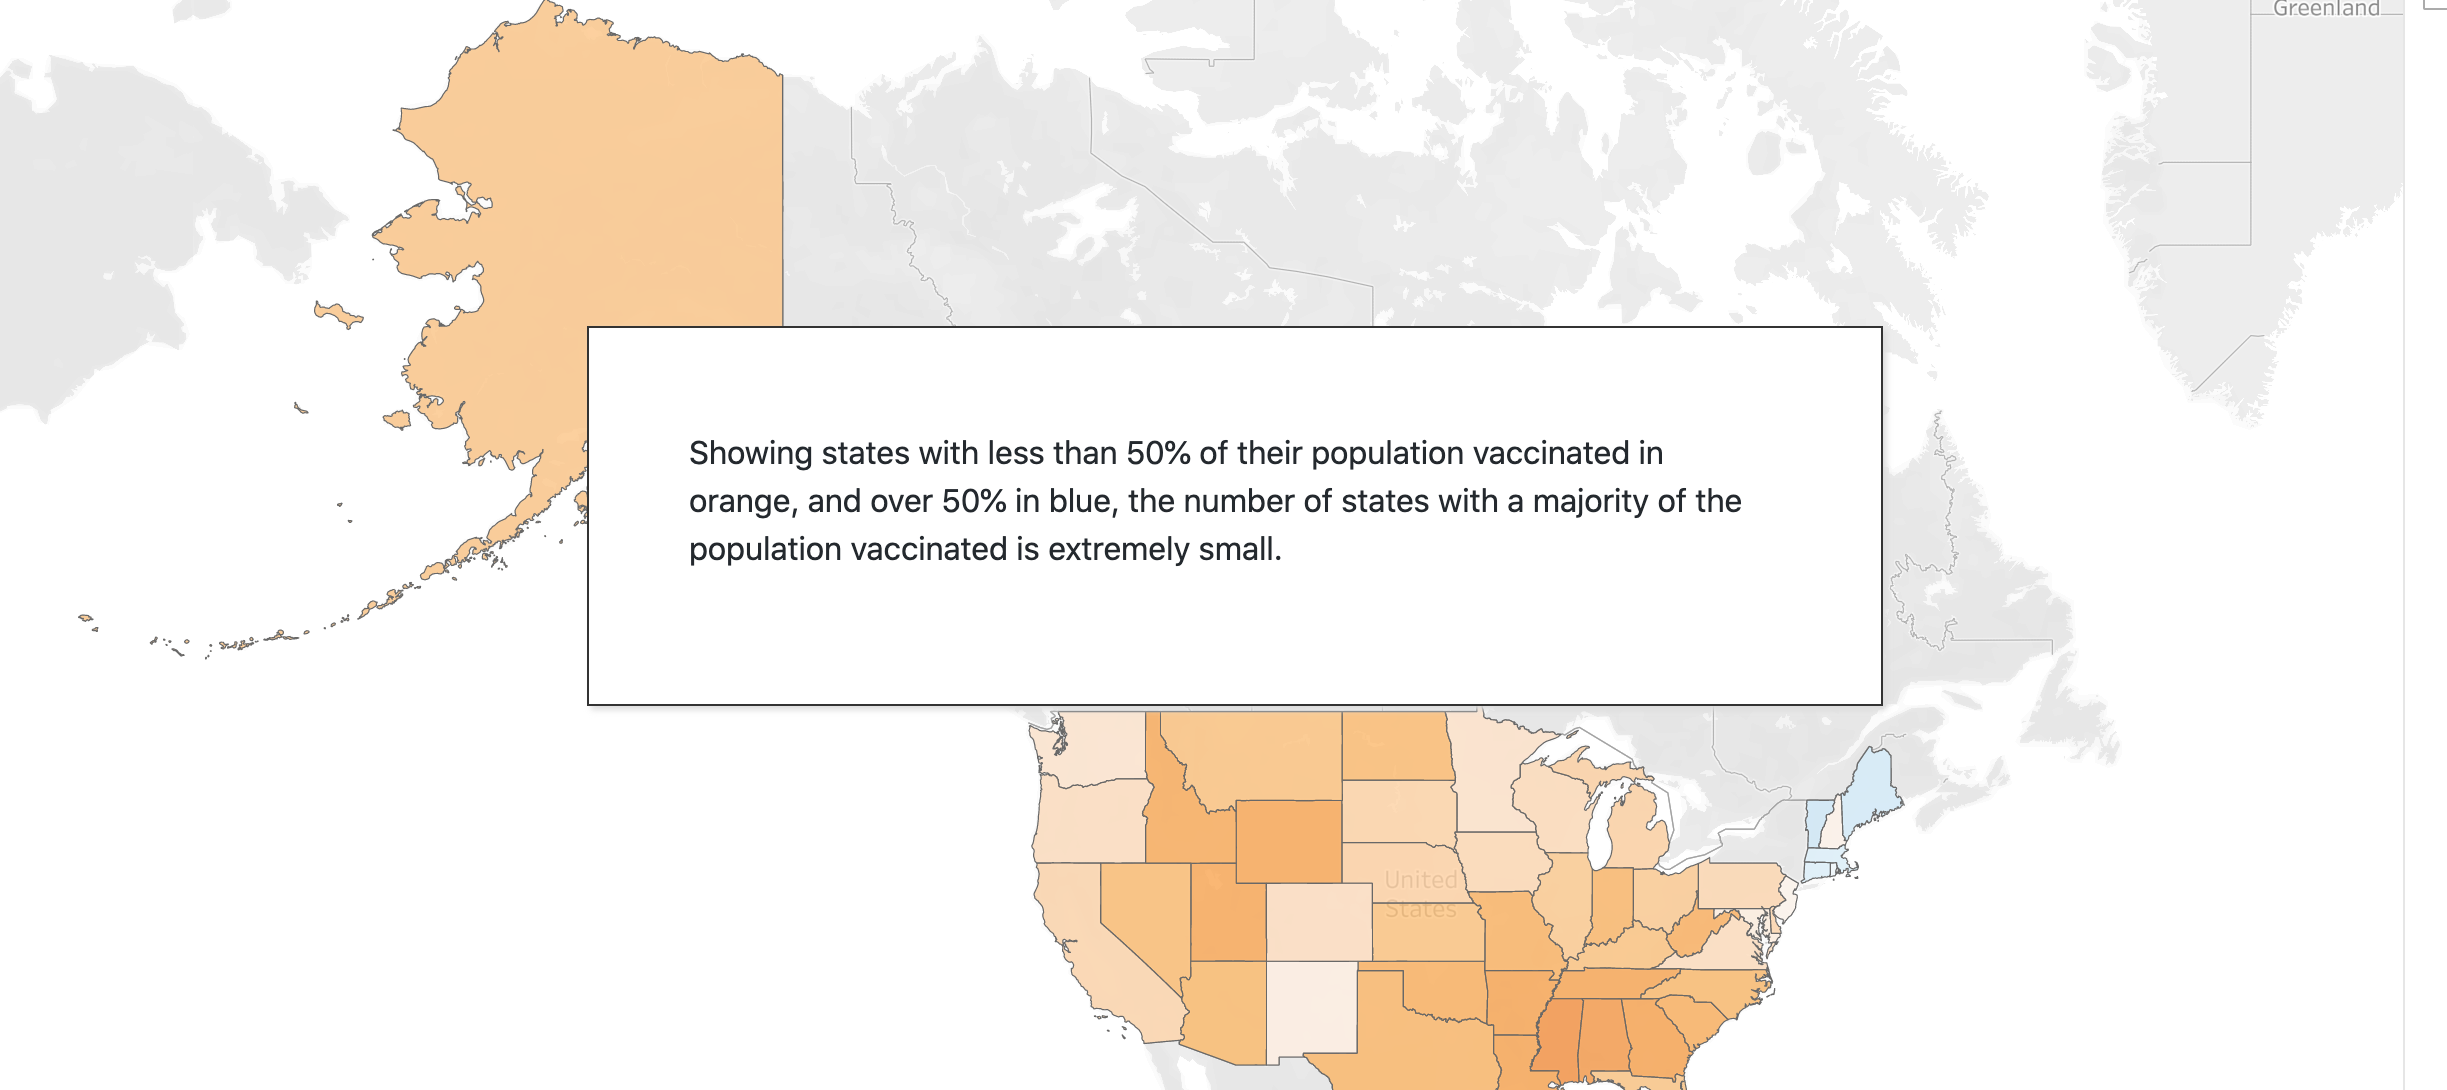 Greenland
Showing states with less than 50% of their population vaccinated in
orange, and over 50% in blue, the number of states with a majority of the
population vaccinated is extremely small.
United
States